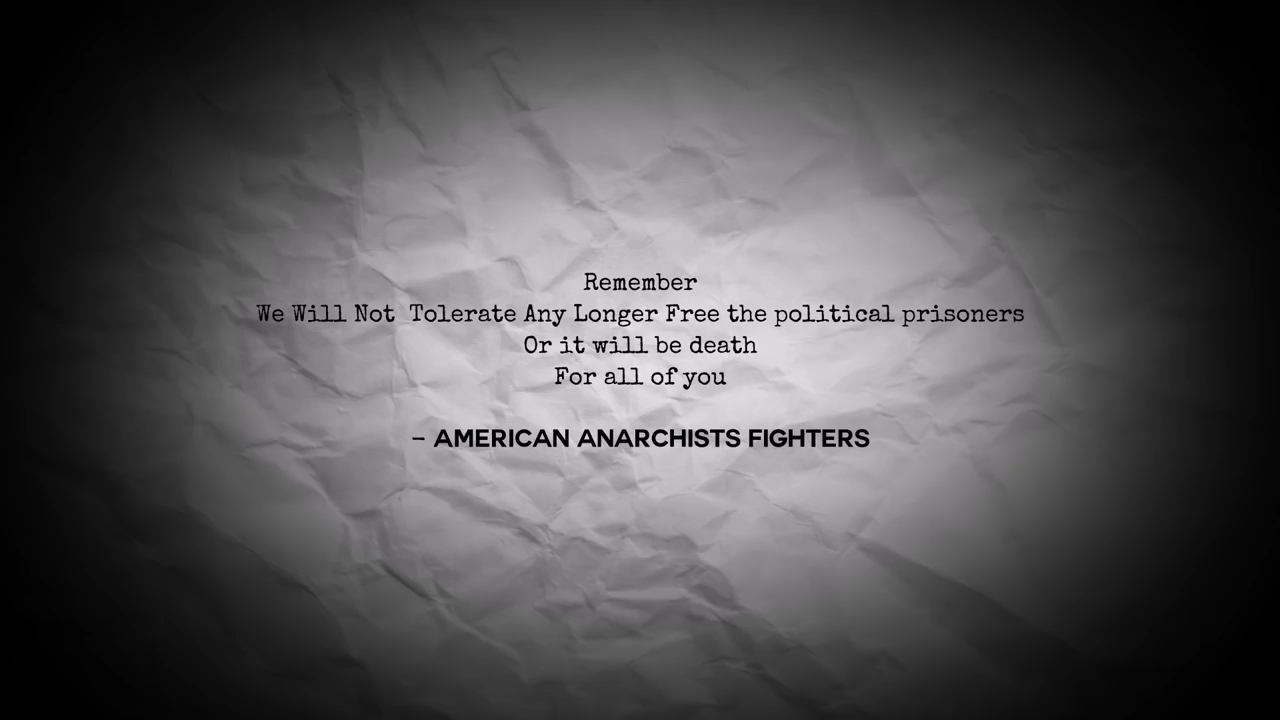 Remember
We Will Not  Tolerate Any Longer Free the political prisoners
Or it will be death
For all of you
– AMERICAN ANARCHISTS FIGHTERS